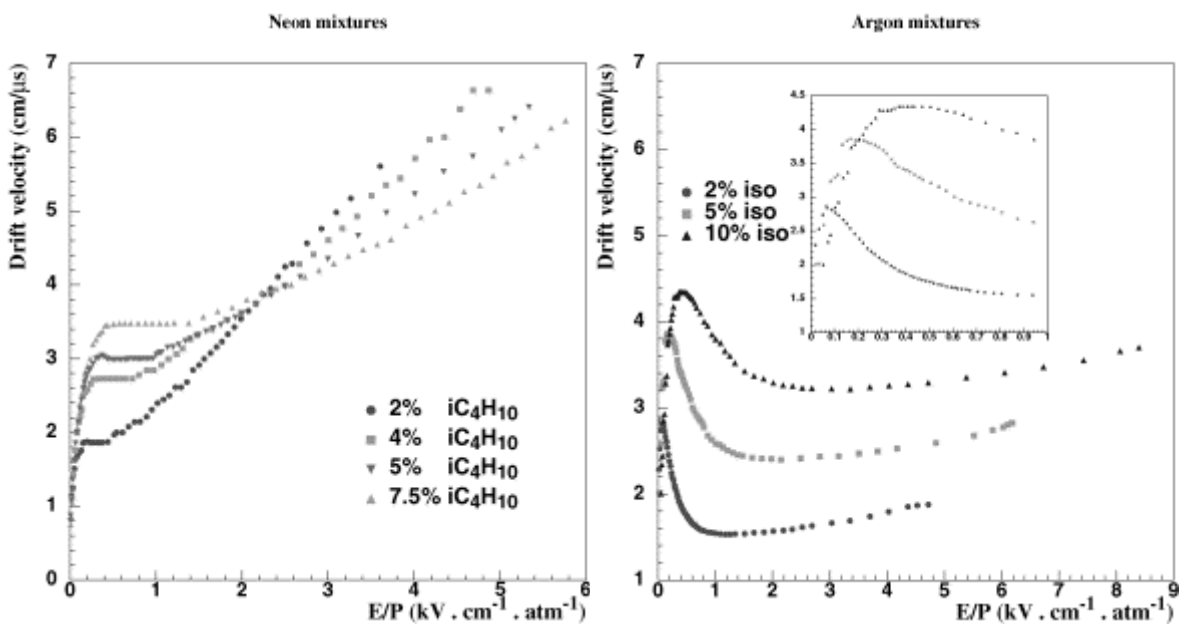 Neon mixtures
Drift velocity (cm/μs)
7
6
5
4
3
2
1
0
0 1 2 3 4 5 6
E/P (kV . cm⁻¹ . atm⁻¹)
2% iC₄H₁₀
4% iC₄H₁₀
5% iC₄H₁₀
7.5% iC₄H₁₀
Argon mixtures
Drift velocity (cm/μs)
7
6
5
4
3
2
1
0 1 2 3 4 5 6 7 8 9
E/P (kV . cm⁻¹ . atm⁻¹)
2% iso
5% iso
10% iso
4.5
4
3.5
3
2.5
2
1.5
1
0 0.1 0.2 0.3 0.4 0.5 0.6 0.7 0.8 0.9